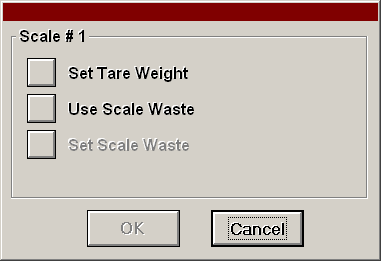 Scale # 1
Set Tare Weight
Use Scale Waste
Set Scale Waste
OK Cancel